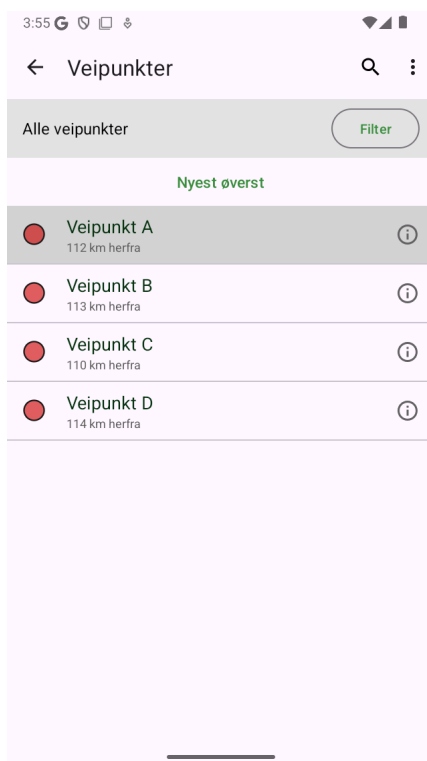 3:55
Veipunkter
Alle veipunkter
Filter
Nyest øverst
Veipunkt A
112 km herfra
Veipunkt B
113 km herfra
Veipunkt C
110 km herfra
Veipunkt D
114 km herfra